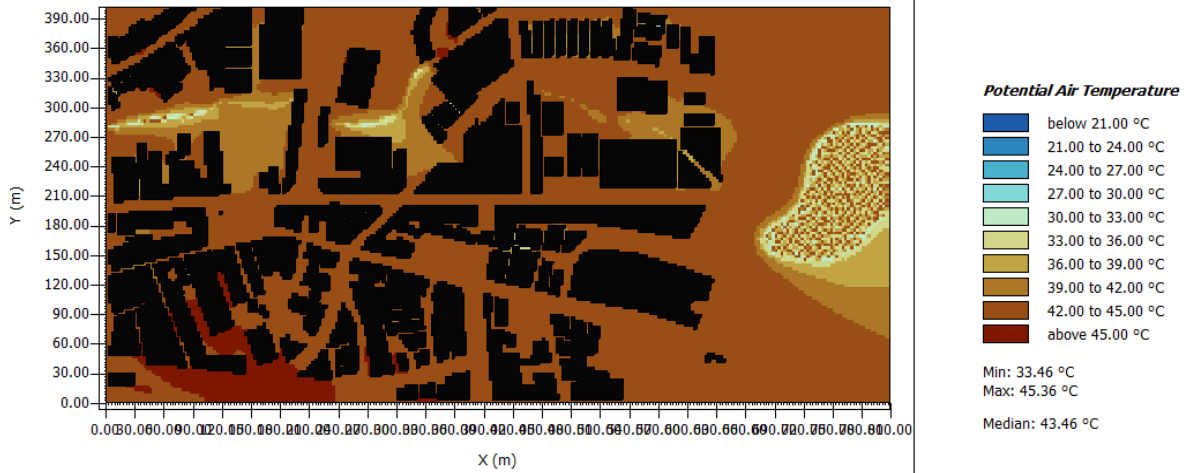 390.00
360.00
330.00
300.00
270.00
240.00
210.00
180.00
150.00
120.00
90.00
60.00
30.00
0.00
Y (m)
X (m)
Potential Air Temperature
below 21.00 °C
21.00 to 24.00 °C
24.00 to 27.00 °C
27.00 to 30.00 °C
30.00 to 33.00 °C
33.00 to 36.00 °C
36.00 to 39.00 °C
39.00 to 42.00 °C
42.00 to 45.00 °C
above 45.00 °C
Min: 33.46 °C
Max: 45.36 °C
Median: 43.46 °C